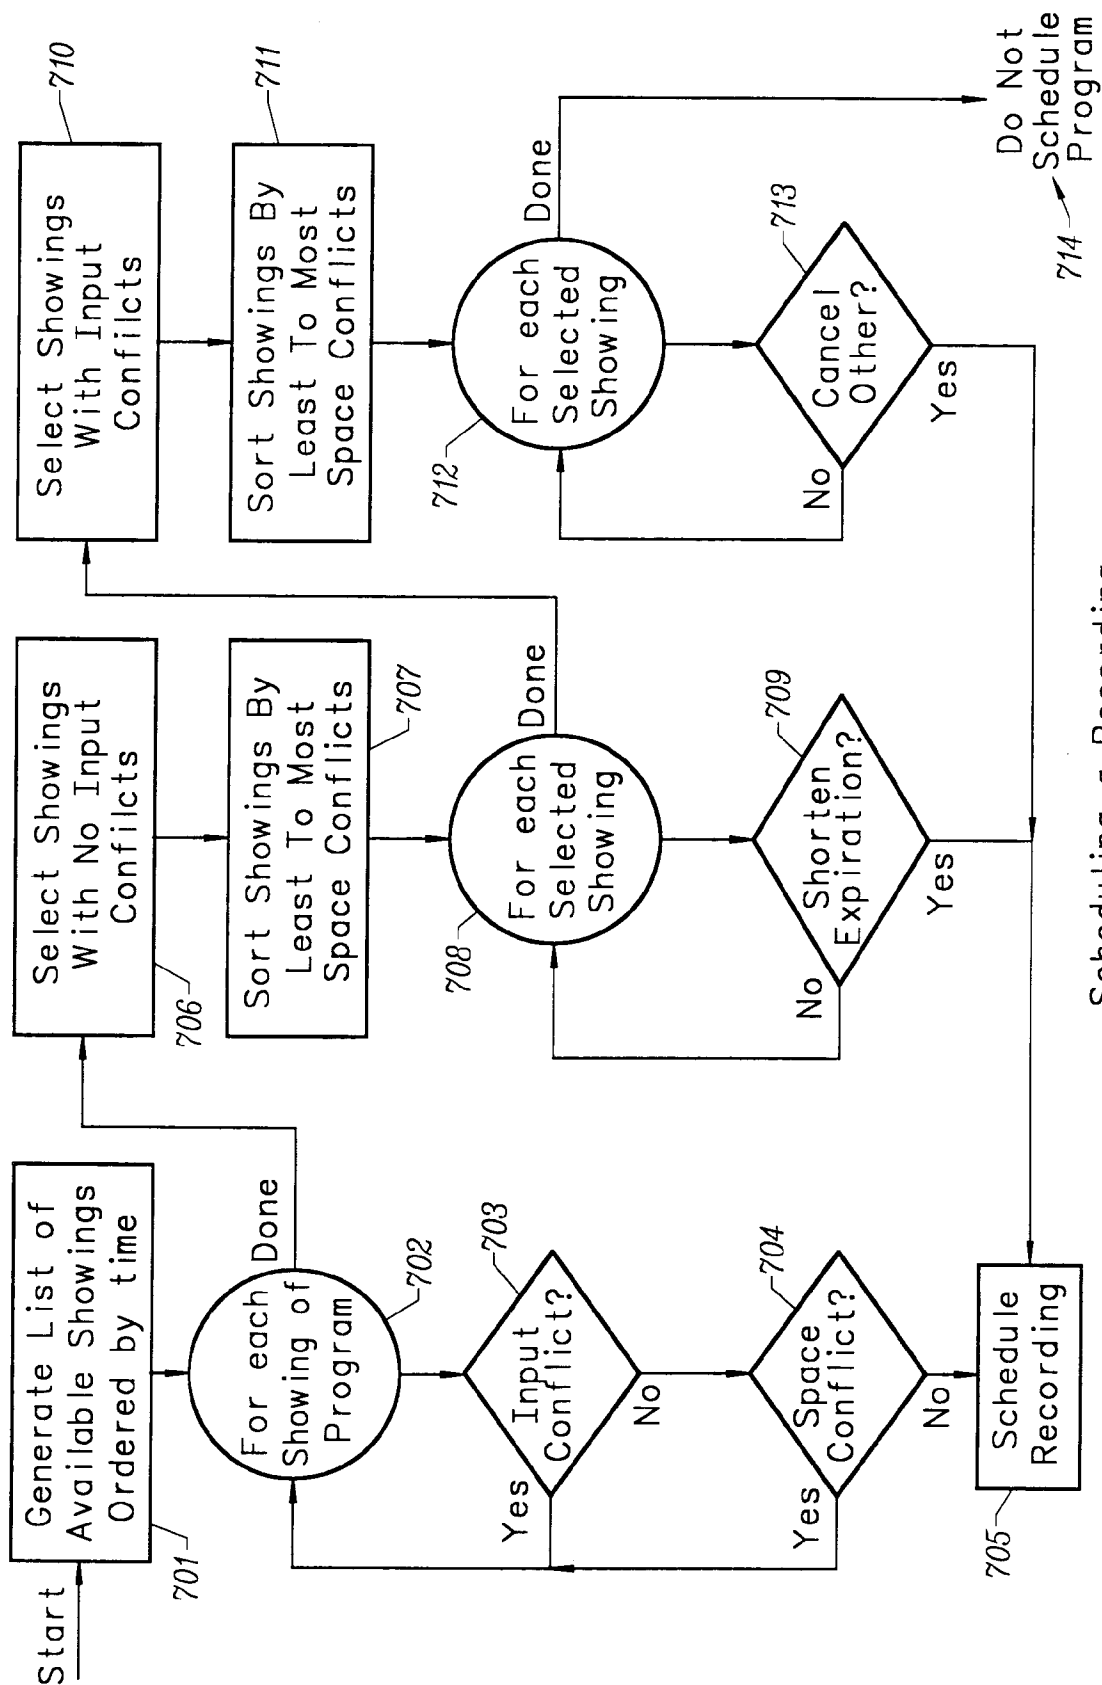 Start
Generate List of
Available Showings
Ordered by time
701
For each
Showing of
Program
Done
702
Input
Conflict?
703
Yes
No
Space
Conflict?
704
Yes
No
Schedule
Recording
705
Select Showings
With No Input
Confilcts
706
Sort Showings By
Least To Most
Space Conflicts
707
For each
Selected
Showing
Done
708
Shorten
Expiration?
709
No
Yes
Select Showings
With Input
Confilcts
710
Sort Showings By
Least To Most
Space Conflicts
711
For each
Selected
Showing
Done
712
Cancel
Other?
713
No
Yes
Do Not
Schedule
Program
714
Scheduling a Recording